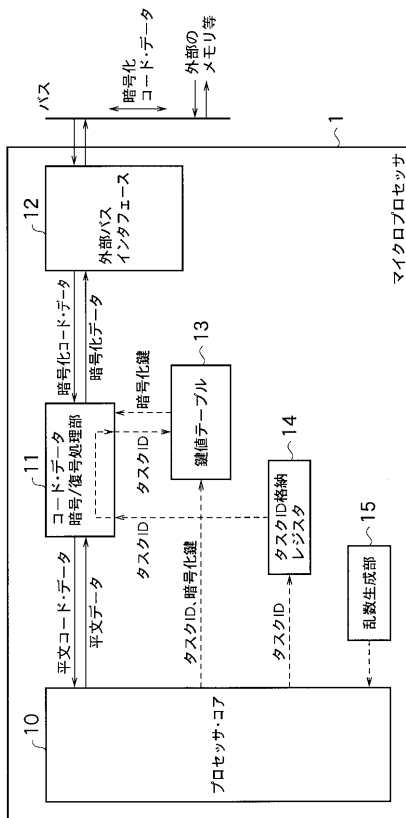 バス
暗号化
コード・データ
外部の
メモリ等
1
マイクロプロセッサ
12
外部バス
インタフェース
暗号化コード・データ
暗号化データ
11
コード・データ
暗号/復号処理部
暗号化鍵
タスクID
13
鍵値テーブル
タスクID
14
タスクID格納
レジスタ
15
乱数生成部
平文コード・データ
平文データ
タスクID、暗号化鍵
タスクID
10
プロセッサ・コア